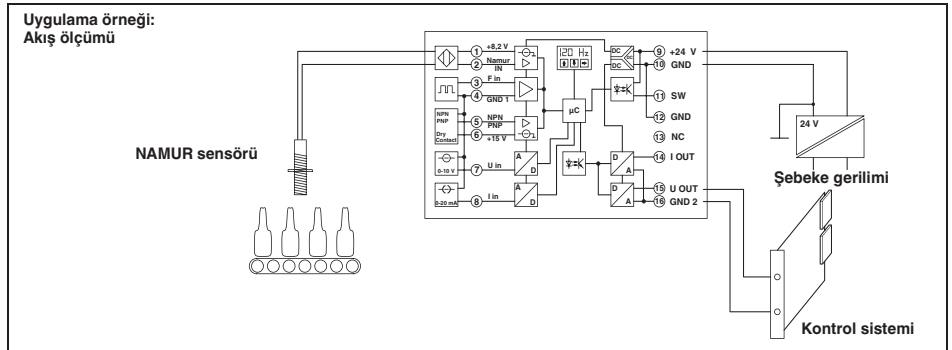 Uygulama örneği:
Akış ölçümü
NAMUR sensörü
1 +8,2 V
2 Namur IN
3 F in
4 GND 1
NPN
PNP
Dry
Contact
5 NPN
PNP
6 +15 V
0-10 V
7 U in
0-20 mA
8 I in
120 Hz
µC
A
D
A
D
DC
DC
DC
D
A
D
A
9 +24 V
10 GND
11 SW
12 GND
13 NC
14 I OUT
15 U OUT
16 GND 2
24 V
Şebeke gerilimi
Kontrol sistemi